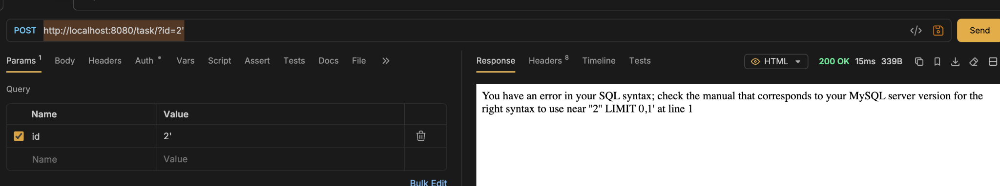 POST http://localhost:8080/task/?id=2' </> Send
Params 1 Body Headers Auth Vars Script Assert Tests Docs File
Response Headers 8 Timeline Tests HTML 200 OK 15ms 339B
Query
Name Value
id 2'
Name Value
Bulk Edit
You have an error in your SQL syntax; check the manual that corresponds to your MySQL server version for the
right syntax to use near ''2'' LIMIT 0,1' at line 1